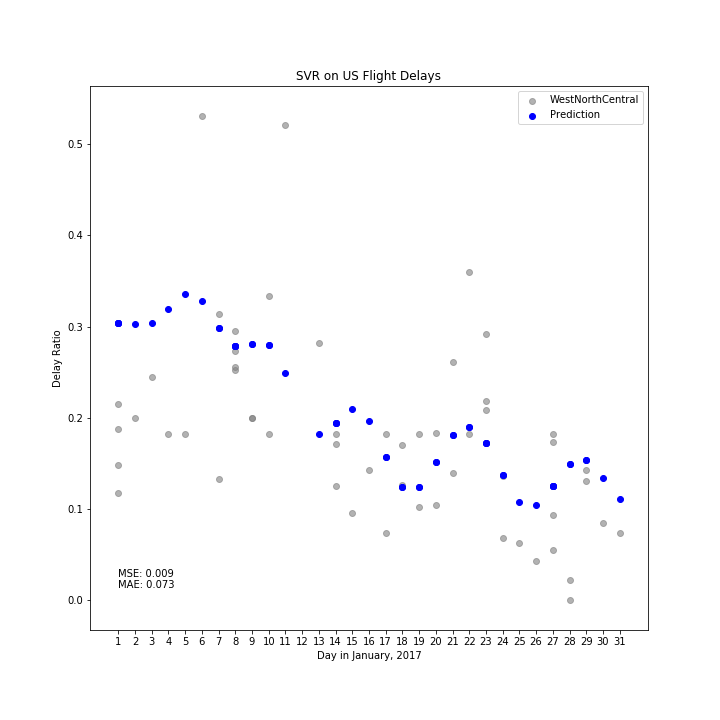 SVR on US Flight Delays
WestNorthCentral
Prediction
Delay Ratio
0.5
0.4
0.3
0.2
0.1
0.0
MSE: 0.009
MAE: 0.073
1 2 3 4 5 6 7 8 9 10 11 12 13 14 15 16 17 18 19 20 21 22 23 24 25 26 27 28 29 30 31
Day in January, 2017